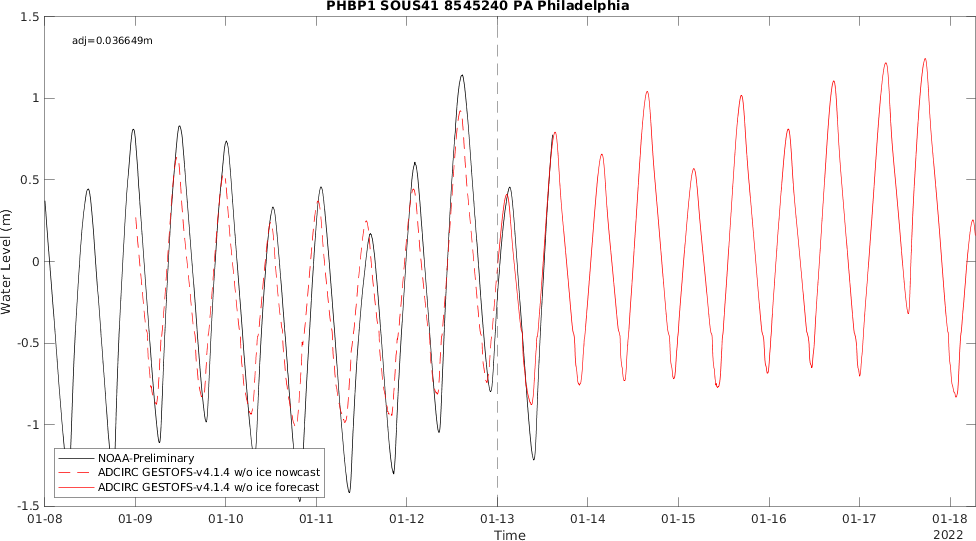 PHBP1 SOUS41 8545240 PA Philadelphia
1.5
adj=0.036649m
1
0.5
0
-0.5
-1
-1.5
Water Level (m)
NOAA-Preliminary
ADCIRC GESTOFS-v4.1.4 w/o ice nowcast
ADCIRC GESTOFS-v4.1.4 w/o ice forecast
01-08 01-09 01-10 01-11 01-12 01-13 01-14 01-15 01-16 01-17 01-18
Time 2022